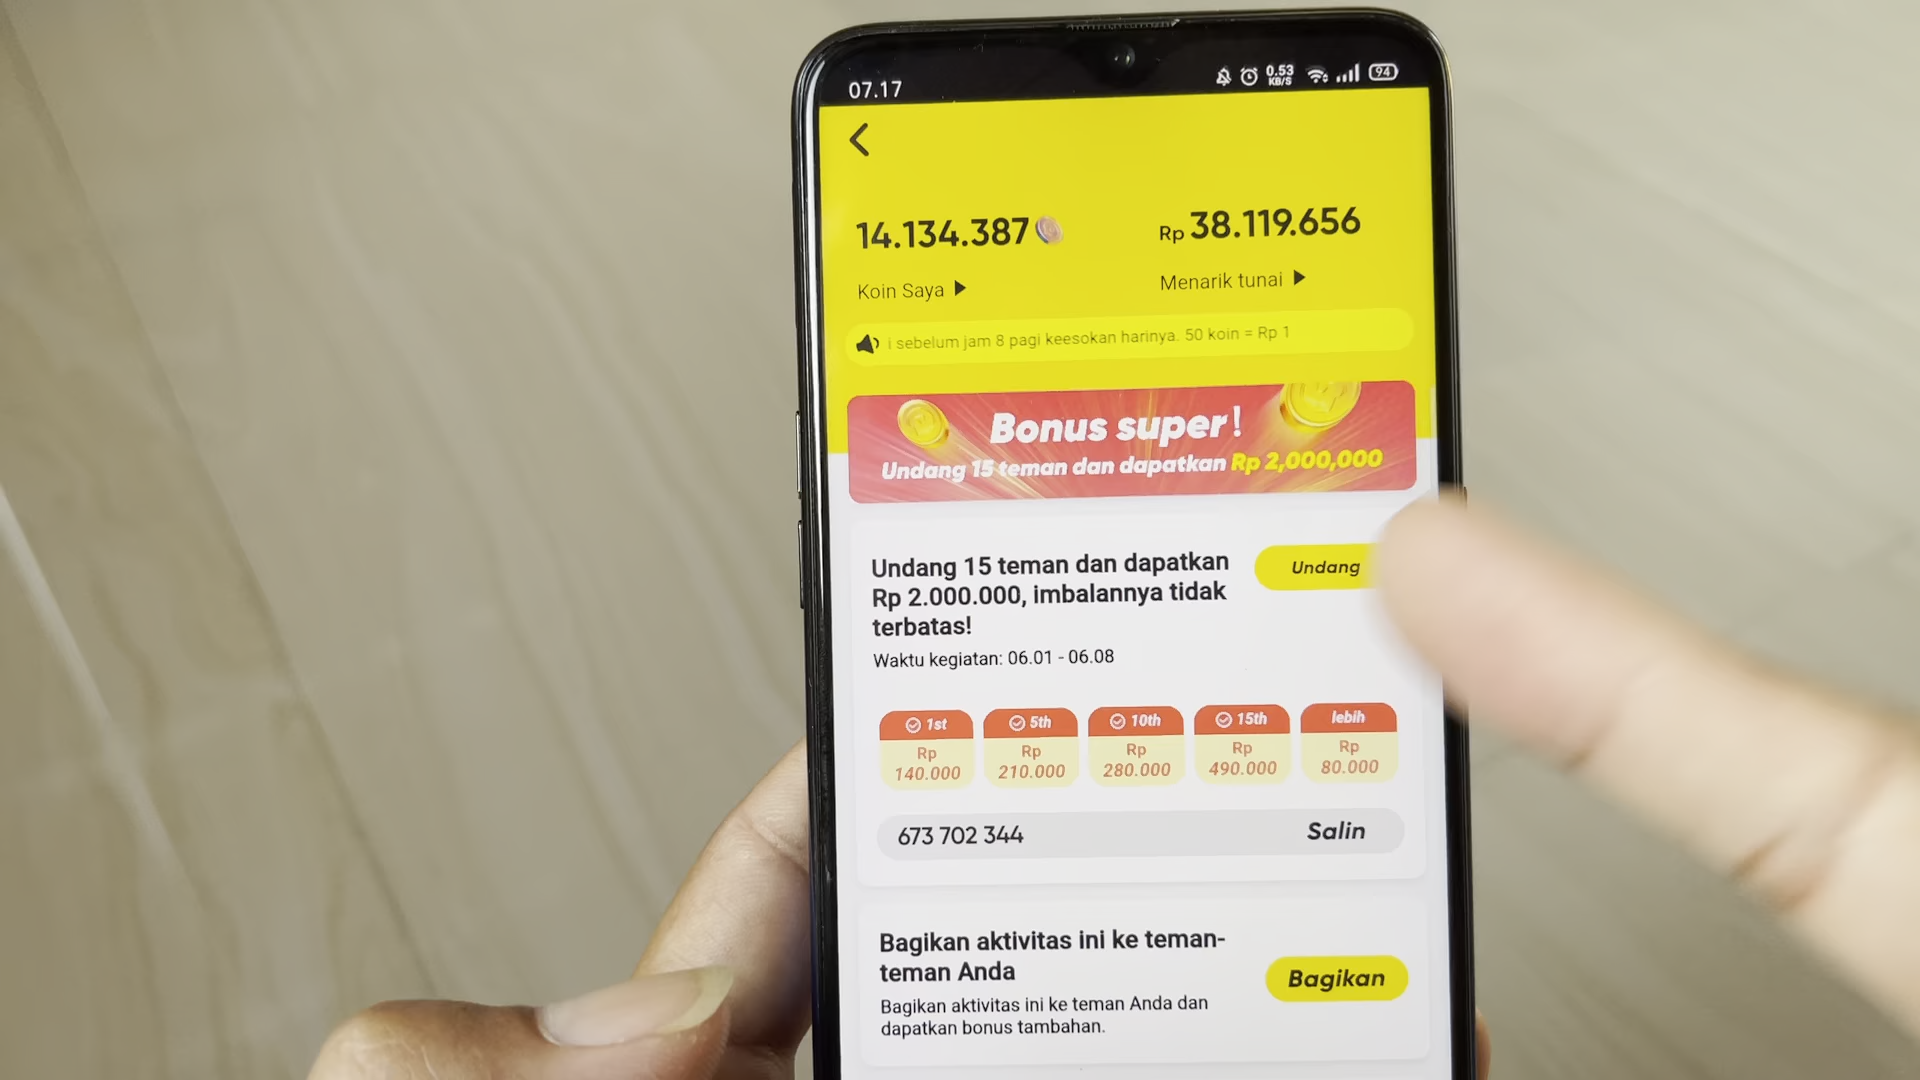 07.17
0.53
KB/S
94
14.134.387
Rp 38.119.656
Koin Saya
Menarik tunai
i sebelum jam 8 pagi keesokan harinya. 50 koin = Rp 1
Bonus super!
Undang 15 teman dan dapatkan Rp 2,000,000
Undang 15 teman dan dapatkan
Rp 2.000.000, imbalannya tidak
terbatas!
Undang
Waktu kegiatan: 06.01 - 06.08
1st
Rp
140.000
5th
Rp
210.000
10th
Rp
280.000
15th
Rp
490.000
lebih
Rp
80.000
673 702 344
Salin
Bagikan aktivitas ini ke teman-
teman Anda
Bagikan aktivitas ini ke teman Anda dan
dapatkan bonus tambahan.
Bagikan